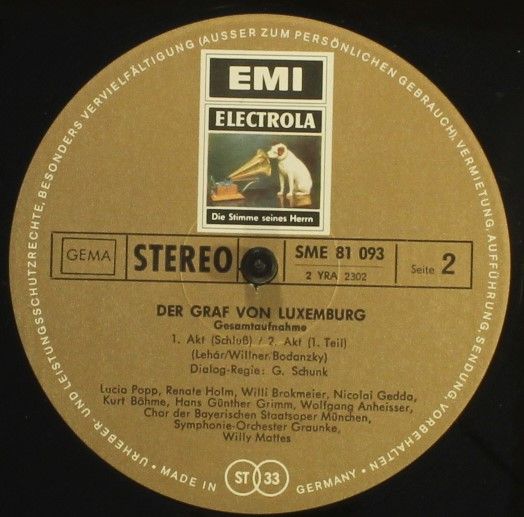 URHEBER- UND LEISTUNGSSCHUTZRECHTE, BESONDERS VERVIELFÄLTIGUNG (AUSSER ZUM PERSÖNLICHEN GEBRAUCH), VERMIETUNG, AUFFÜHRUNG, SENDUNG, VORBEHALTEN
EMI
ELECTROLA
Die Stimme seines Herrn
GEMA
STEREO
SME 81 093
2 YRA 2302
Seite 2
DER GRAF VON LUXEMBURG
Gesamtaufnahme
1. Akt (Schluß) / 2. Akt (1. Teil)
(Lehár/Willner Bodanzky)
Dialog-Regie: G. Schunk
Lucia Popp, Renate Holm, Willi Brokmeier, Nicolai Gedda,
Kurt Böhme, Hans Günther Grimm, Wolfgang Anheisser,
Chor der Bayerischen Staatsoper München,
Symphonie-Orchester Graunke,
Willy Mattes
• MADE IN GERMANY •
ST 33